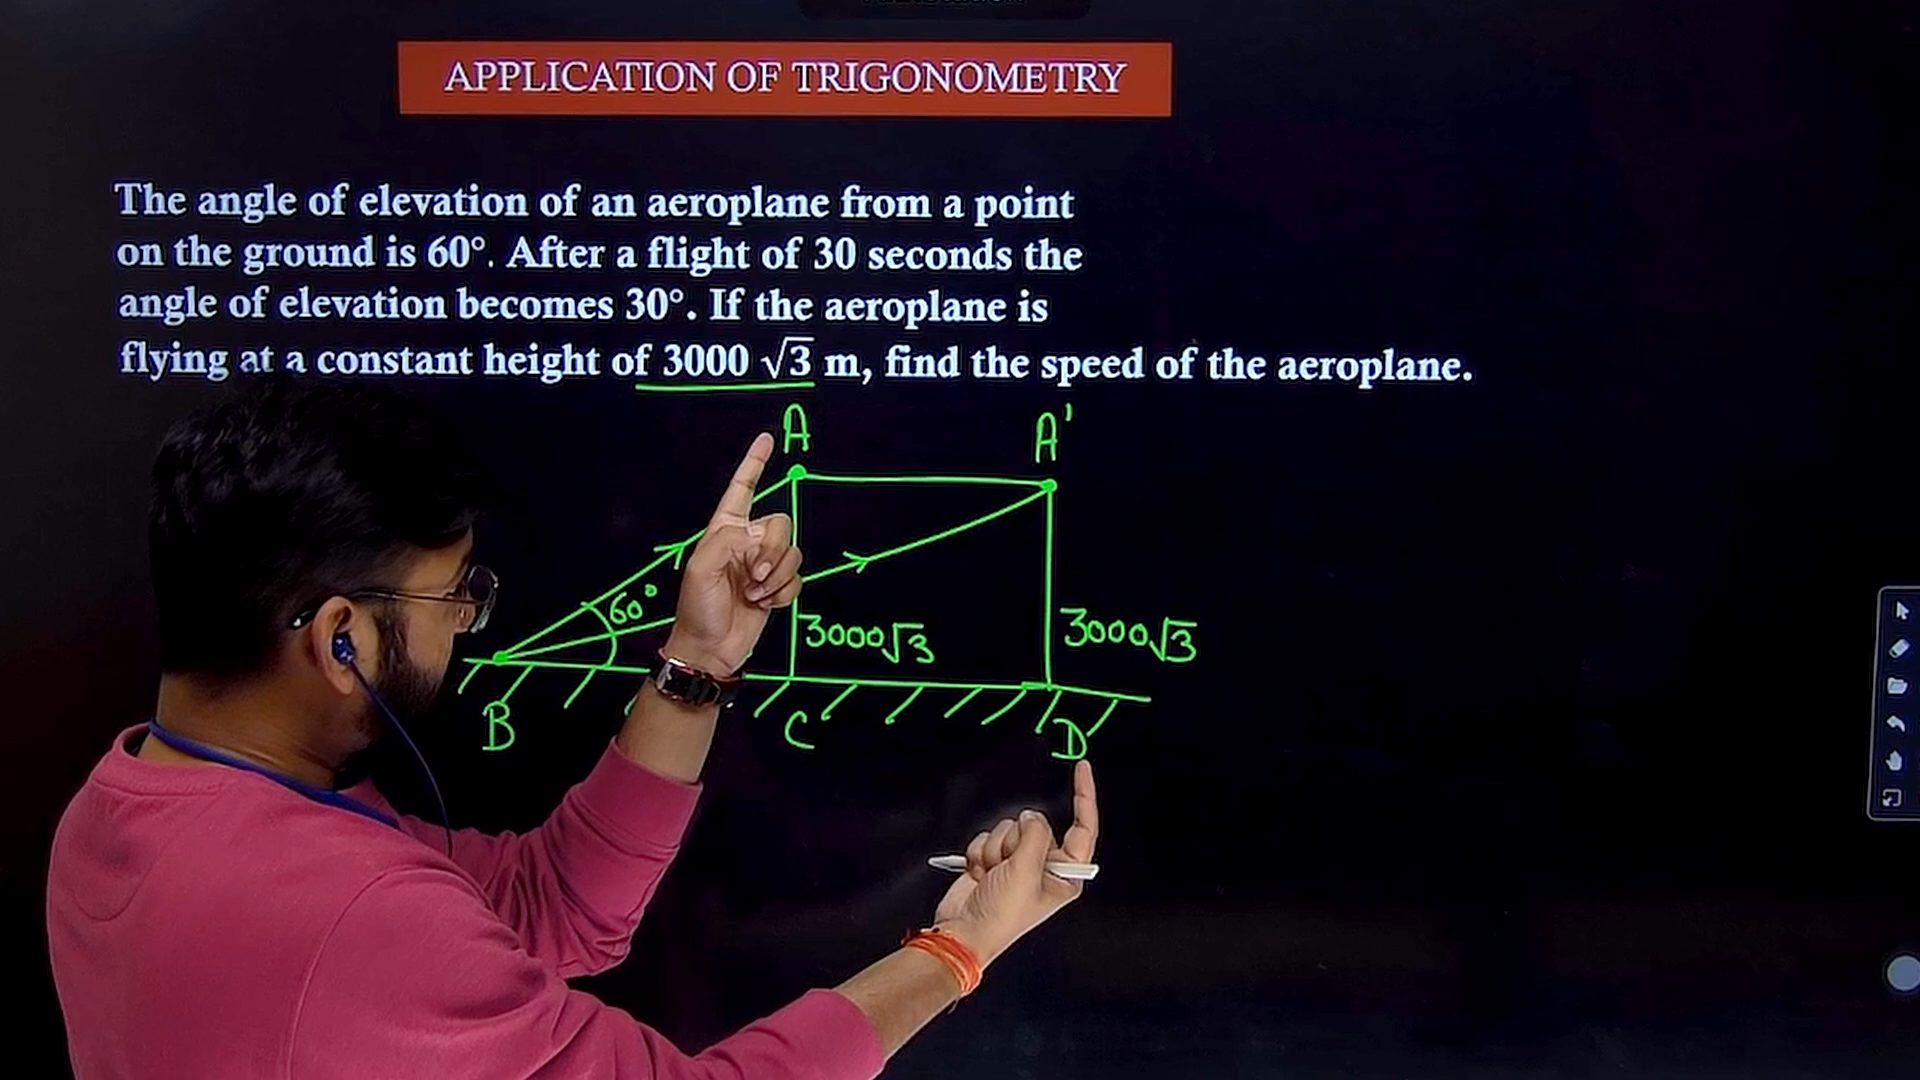 APPLICATION OF TRIGONOMETRY
The angle of elevation of an aeroplane from a point
on the ground is 60°. After a flight of 30 seconds the
angle of elevation becomes 30°. If the aeroplane is
flying at a constant height of 3000 √3 m, find the speed of the aeroplane.
A A'
60°
3000√3 3000√3
B C D